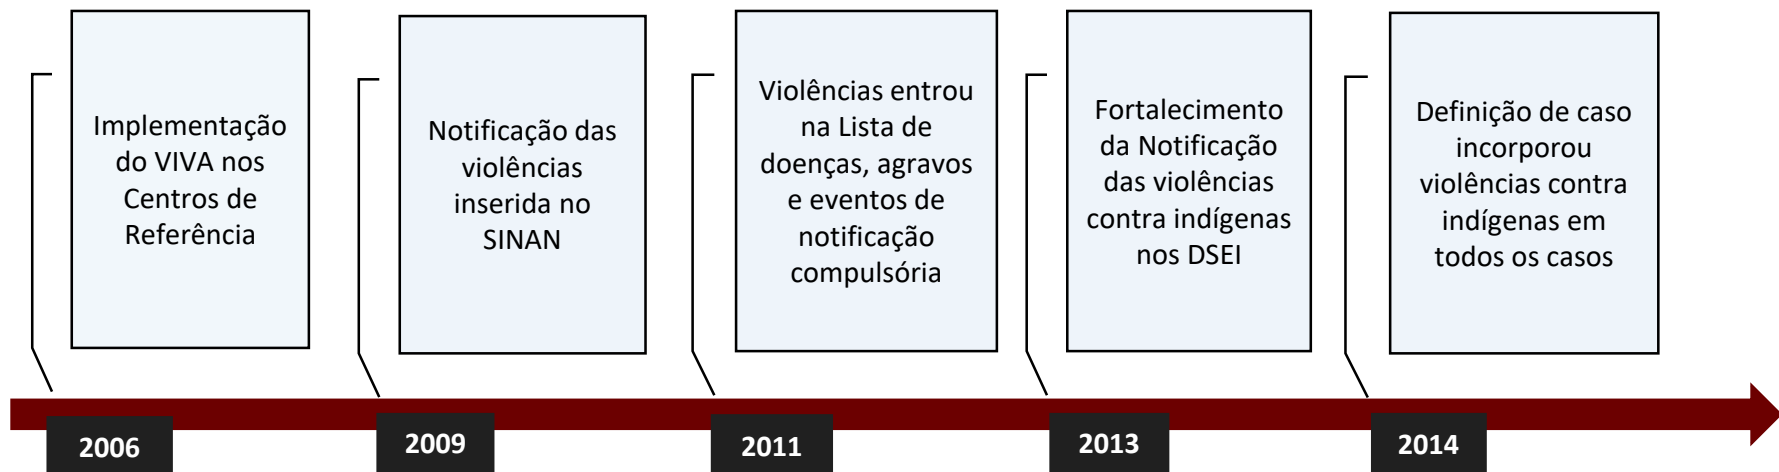 Implementação
do VIVA nos
Centros de
Referência
Notificação das
violências
inserida no
SINAN
Violências entrou
na Lista de
doenças, agravos
e eventos de
notificação
compulsória
Fortalecimento
da Notificação
das violências
contra indígenas
nos DSEI
Definição de caso
incorporou
violências contra
indígenas em
todos os casos
2006
2009
2011
2013
2014